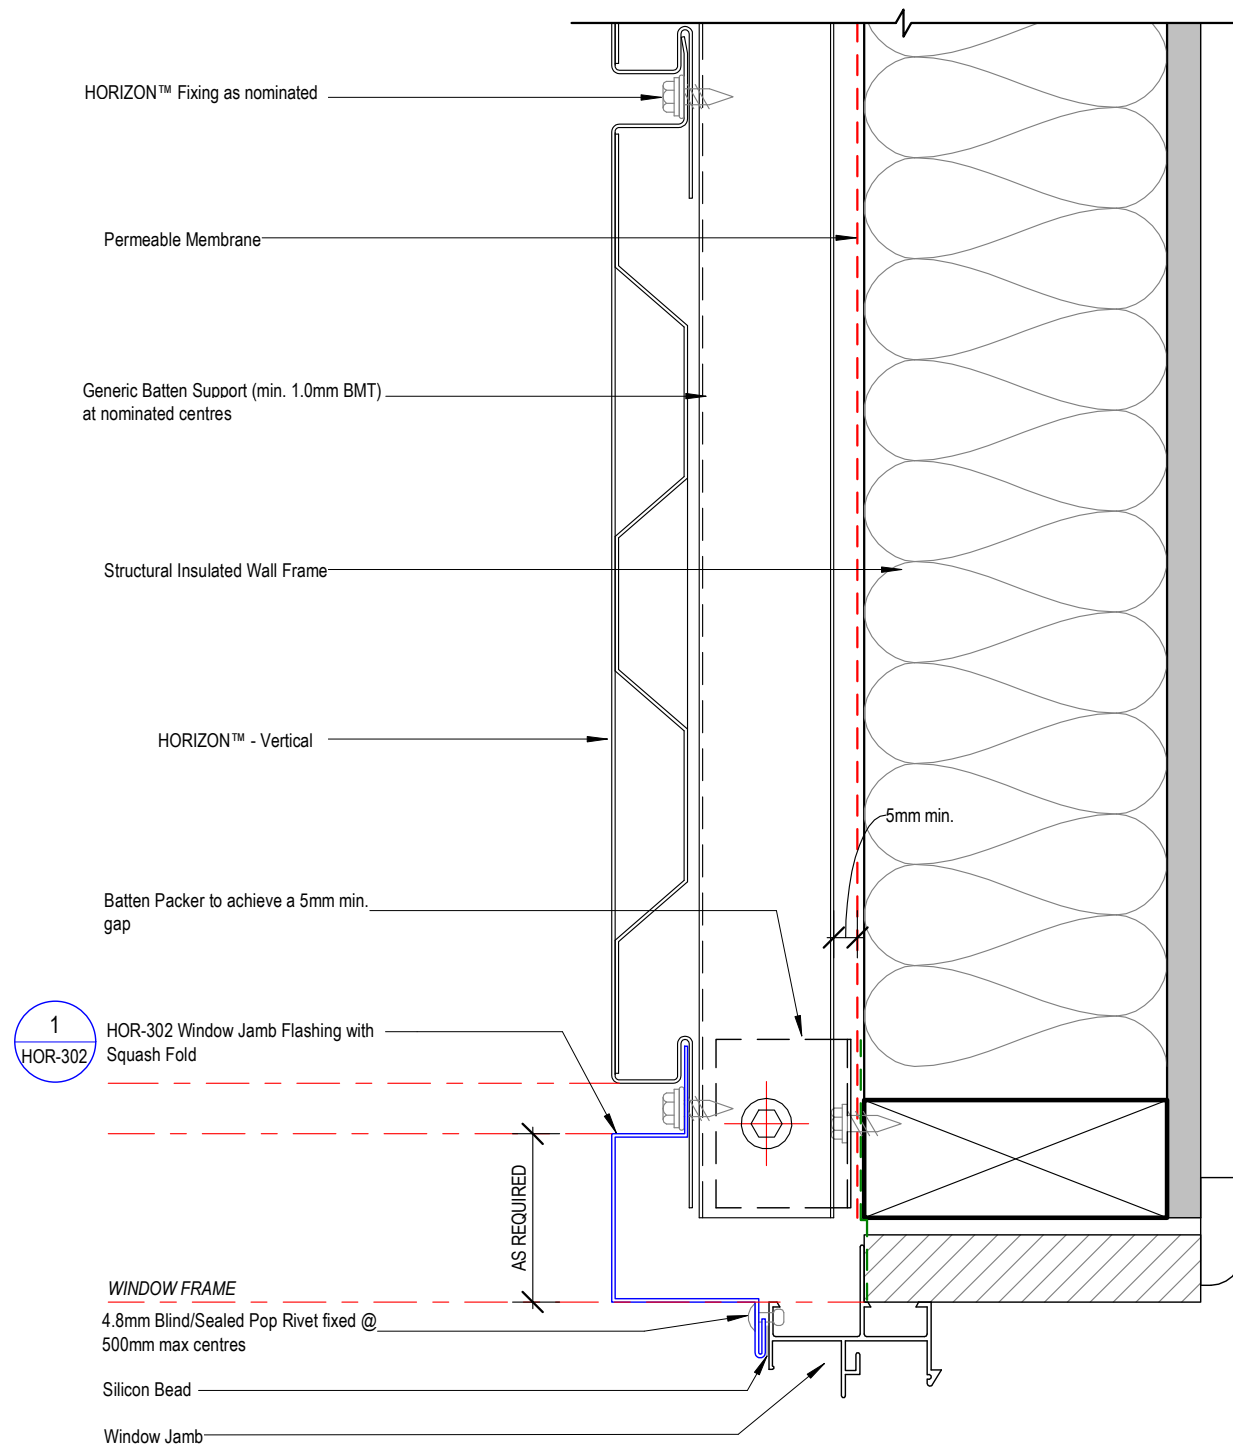 HORIZON™ Fixing as nominated
Permeable Membrane
Generic Batten Support (min. 1.0mm BMT)
at nominated centres
Structural Insulated Wall Frame
HORIZON™ - Vertical
5mm min.
Batten Packer to achieve a 5mm min.
gap
1
HOR-302
HOR-302 Window Jamb Flashing with
Squash Fold
AS REQUIRED
WINDOW FRAME
4.8mm Blind/Sealed Pop Rivet fixed @
500mm max centres
Silicon Bead
Window Jamb